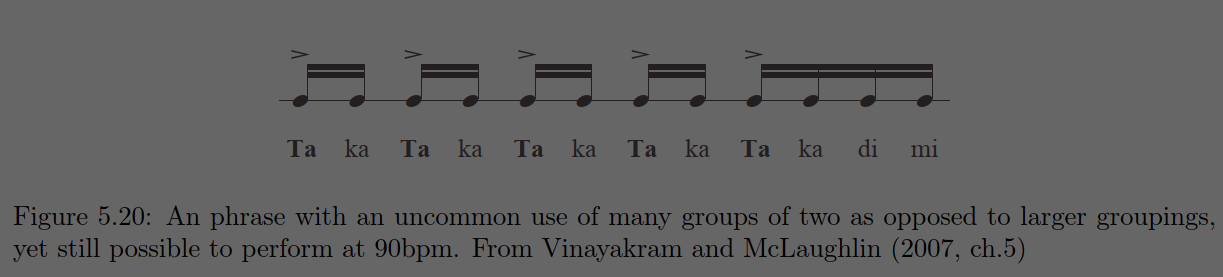 Ta ka Ta ka Ta ka Ta ka Ta ka di mi
Figure 5.20: An phrase with an uncommon use of many groups of two as opposed to larger groupings,
yet still possible to perform at 90bpm. From Vinayakram and McLaughlin (2007, ch.5)